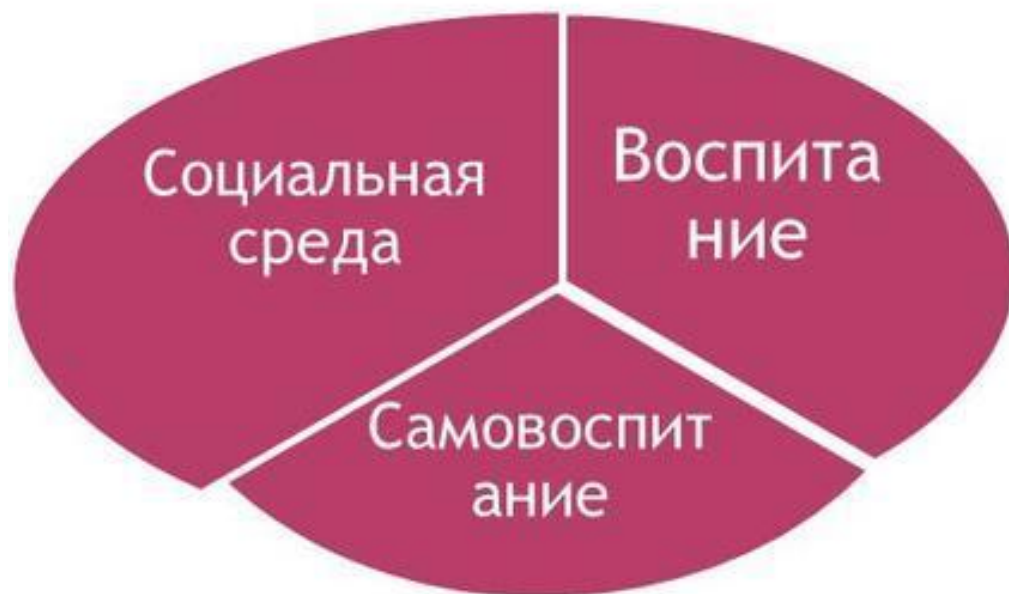 Социальная
среда
Воспита
ние
Самовоспит
ание